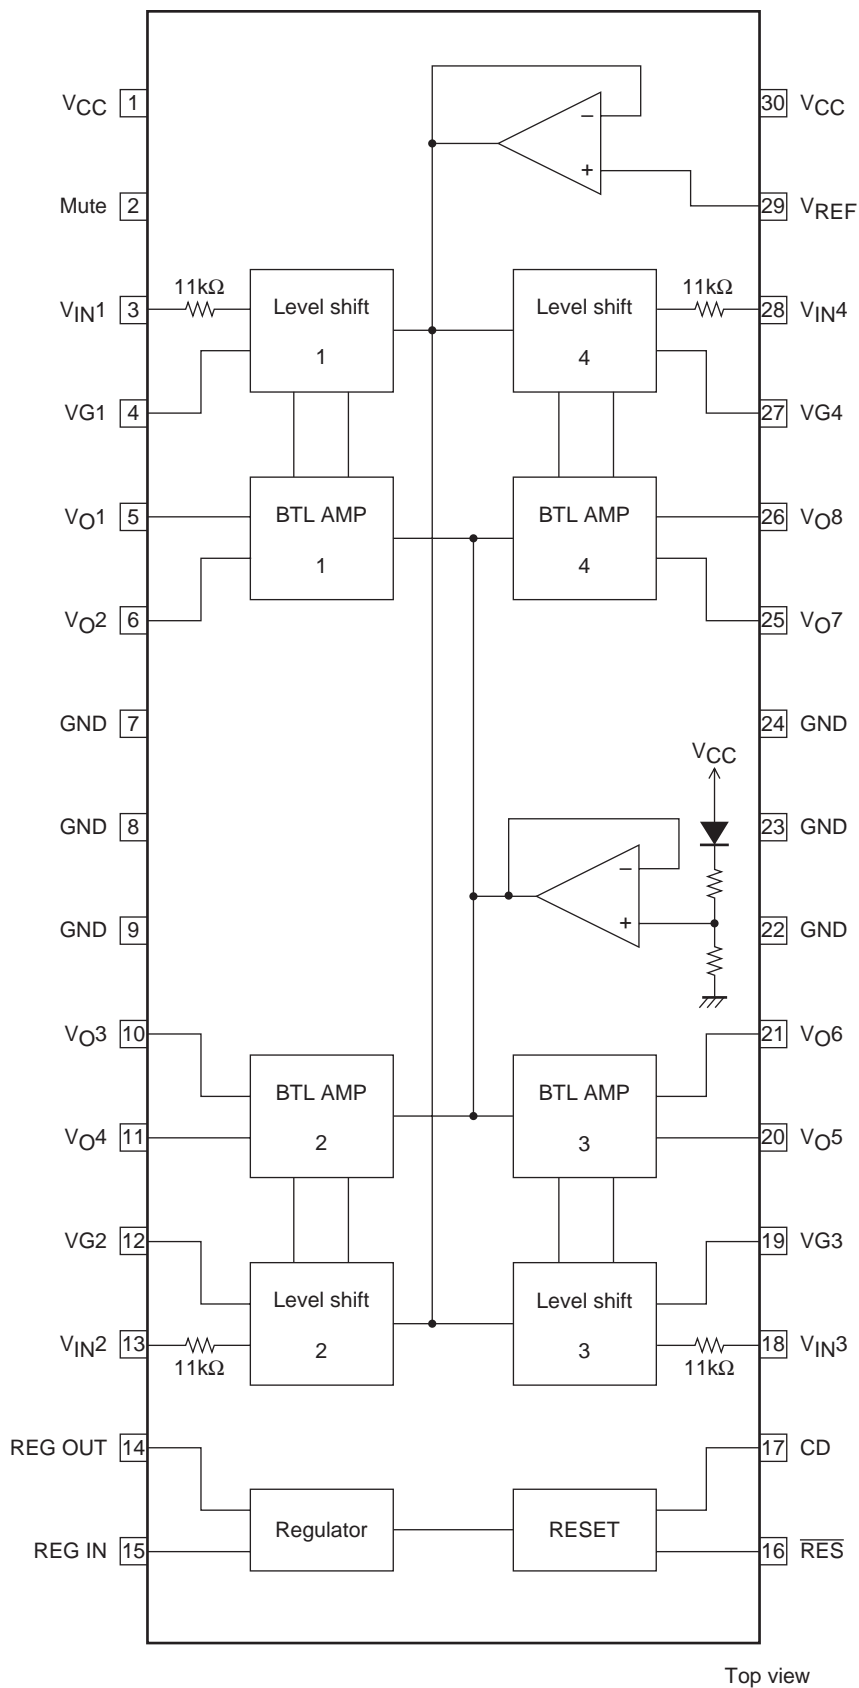 VCC 1 30 VCC
Mute 2 29 VREF
11kΩ 11kΩ
VIN1 3 Level shift Level shift 28 VIN4
1 4
VG1 4 27 VG4
VO1 5 BTL AMP BTL AMP 26 VO8
1 4
VO2 6 25 VO7
GND 7 24 GND
VCC
GND 8 23 GND
−
+
GND 9 22 GND
VO3 10 21 VO6
BTL AMP BTL AMP
VO4 11 2 3 20 VO5
VG2 12 19 VG3
Level shift Level shift
VIN2 13 2 3 18 VIN3
11kΩ 11kΩ
REG OUT 14 17 CD
Regulator RESET
REG IN 15 16 R̅E̅S̅
−
+
Top view